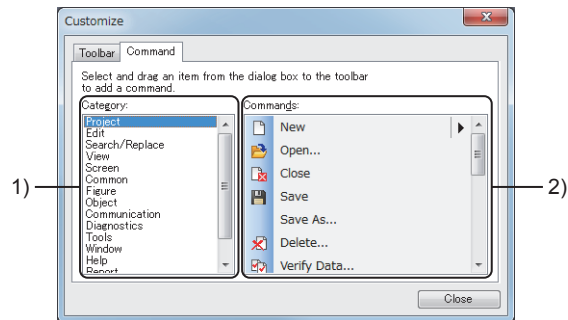 Customize
Toolbar Command
Select and drag an item from the dialog box to the toolbar
to add a command.
Category:
Project
Edit
Search/Replace
View
Screen
Common
Figure
Object
Communication
Diagnostics
Tools
Window
Help
Report
Commands:
New
Open...
Close
Save
Save As...
Delete...
Verify Data...
1)
2)
Close